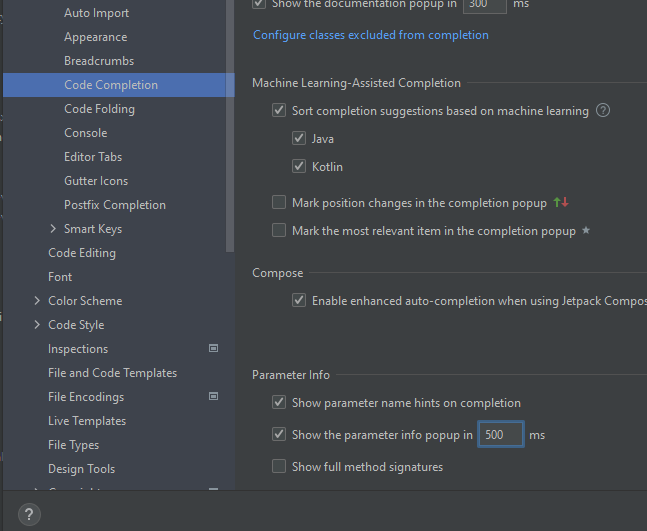 Auto Import
Appearance
Breadcrumbs
Code Completion
Code Folding
Console
Editor Tabs
Gutter Icons
Postfix Completion
Smart Keys
Code Editing
Font
Color Scheme
Code Style
Inspections
File and Code Templates
File Encodings
Live Templates
File Types
Design Tools
Show the documentation popup in 300 ms
Configure classes excluded from completion
Machine Learning-Assisted Completion
Sort completion suggestions based on machine learning ?
Java
Kotlin
Mark position changes in the completion popup
Mark the most relevant item in the completion popup
Compose
Enable enhanced auto-completion when using Jetpack Compos
Parameter Info
Show parameter name hints on completion
Show the parameter info popup in 500 ms
Show full method signatures
?